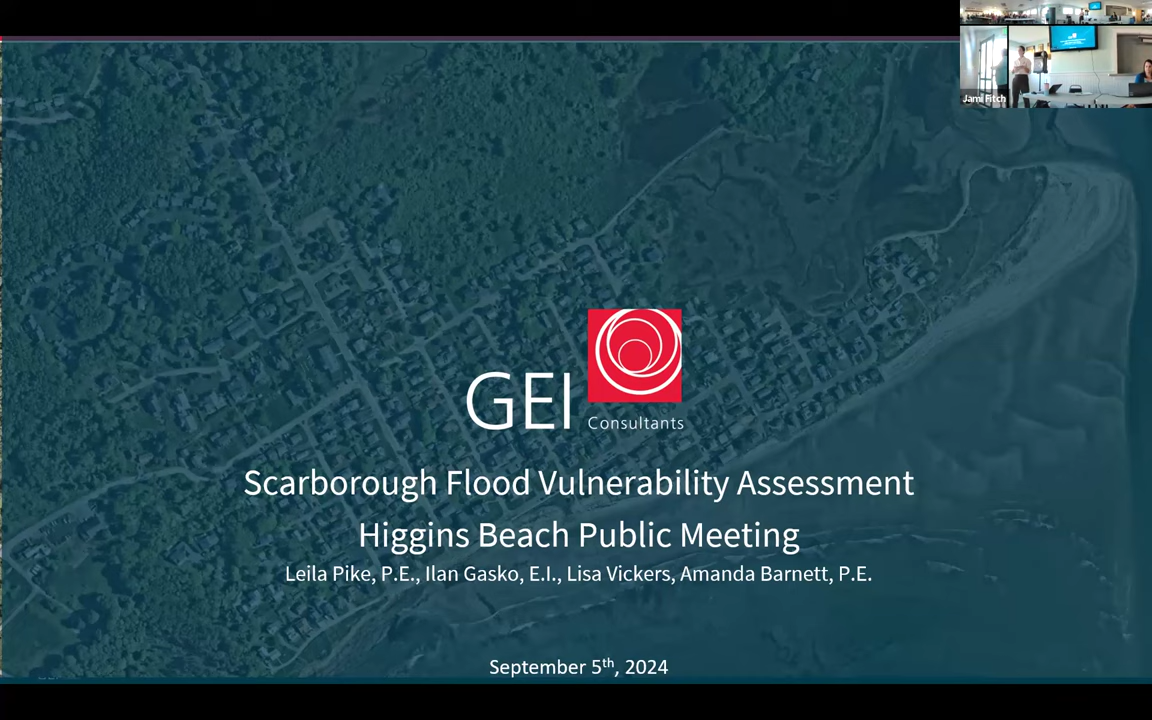 Jami Fitch
GEI
Consultants
Scarborough Flood Vulnerability Assessment
Higgins Beach Public Meeting
Leila Pike, P.E., Ilan Gasko, E.I., Lisa Vickers, Amanda Barnett, P.E.
September 5th, 2024